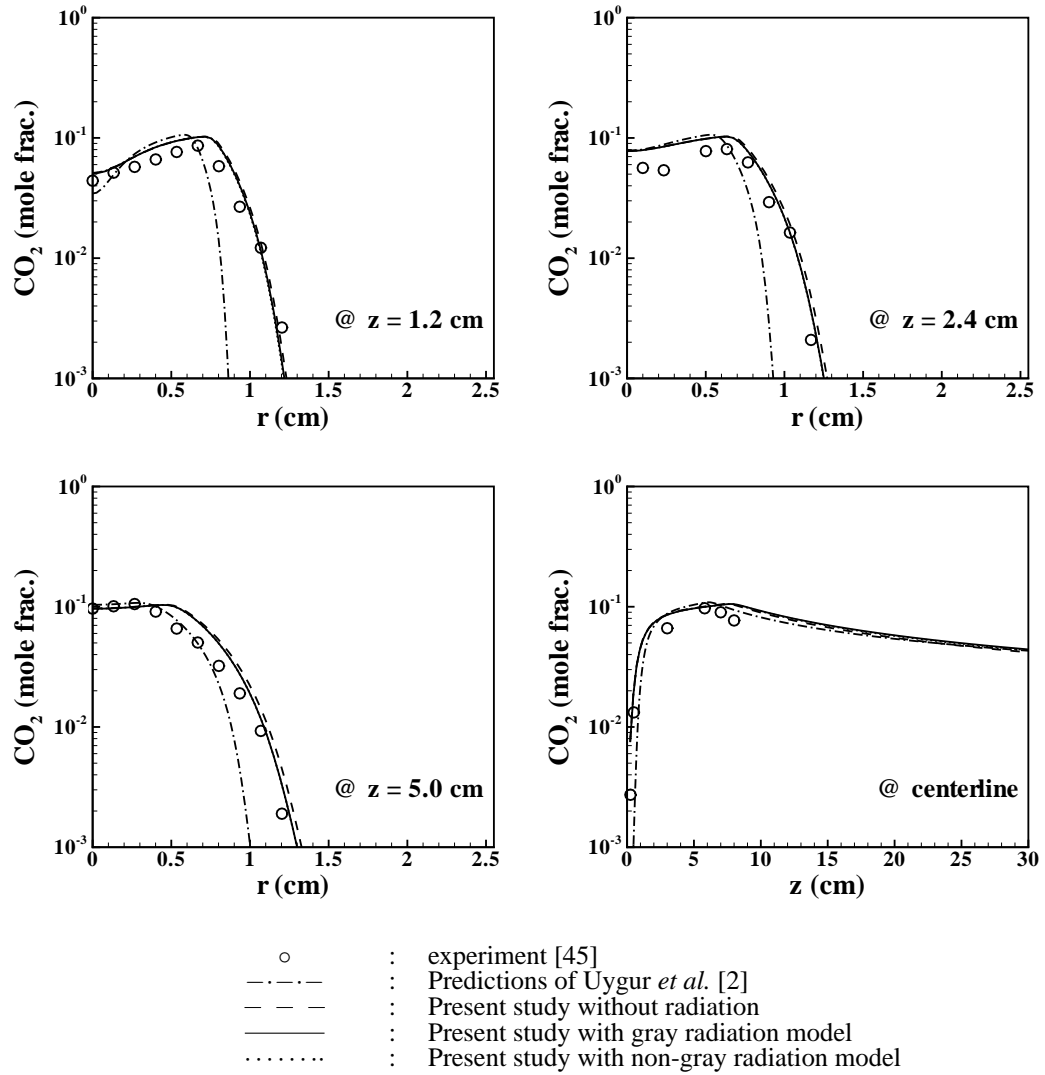 10⁰
10⁻¹
10⁻²
10⁻³
CO₂ (mole frac.)
@ z = 1.2 cm
0 0.5 1 1.5 2 2.5
r (cm)
10⁰
10⁻¹
10⁻²
10⁻³
CO₂ (mole frac.)
@ z = 2.4 cm
0 0.5 1 1.5 2 2.5
r (cm)
10⁰
10⁻¹
10⁻²
10⁻³
CO₂ (mole frac.)
@ z = 5.0 cm
0 0.5 1 1.5 2 2.5
r (cm)
10⁰
10⁻¹
10⁻²
10⁻³
CO₂ (mole frac.)
@ centerline
0 5 10 15 20 25 30
z (cm)
: experiment [45]
: Predictions of Uygur et al. [2]
: Present study without radiation
: Present study with gray radiation model
: Present study with non-gray radiation model